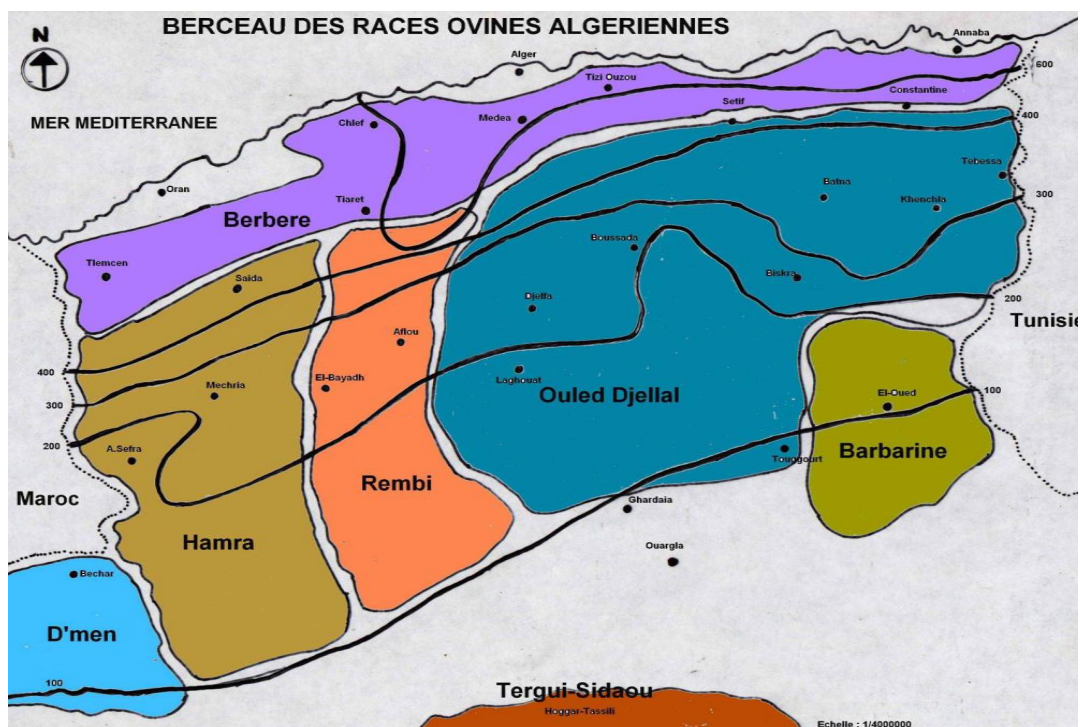 BERCEAU DES RACES OVINES ALGERIENNES
N
Annaba
Alger
600
Tizi Ouzou
Constantine
MER MEDITERRANEE
Chlef
Medea
Setif
400
Tebessa
Oran
Batna
300
Tiaret
Khenchla
Berbere
Boussada
Tlemcen
Saida
Biskra
Djelfa
200
Tunisie
Aflou
400
Laghouat
El-Bayadh
Mechria
Ouled Djellal
100
El-Oued
300
200
A.Sefra
Touggourt
Barbarine
Rembi
Maroc
Ghardaia
Hamra
Ouargla
Bechar
D'men
100
Tergui-Sidaou
Hoggar-Tassili
Echelle : 1/4000000